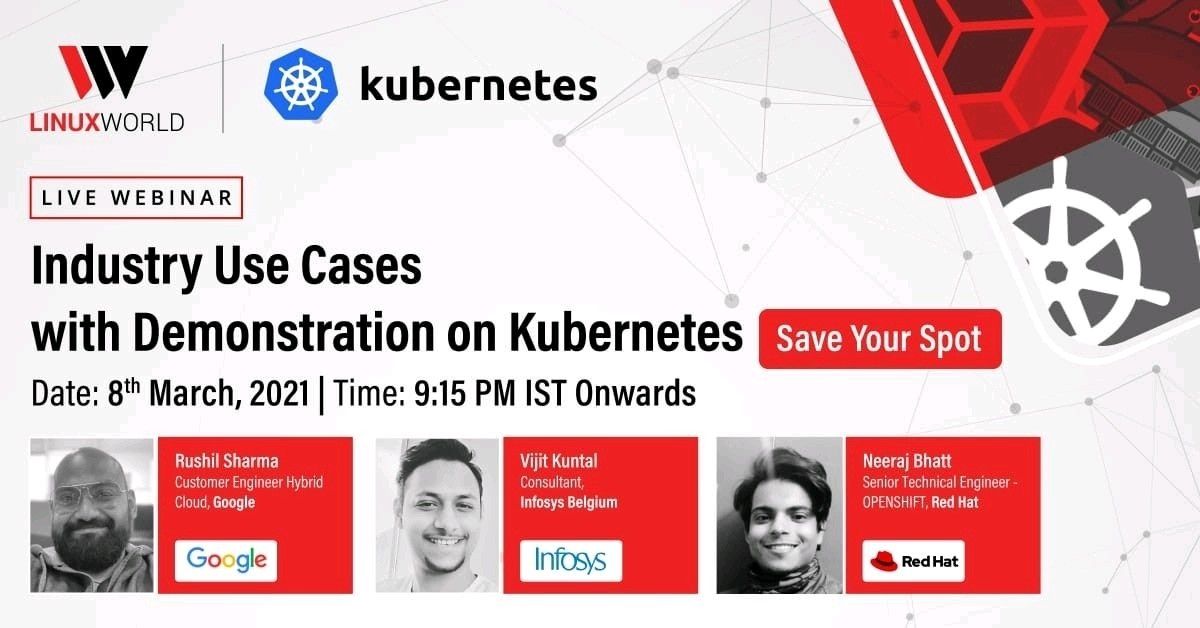 LINUXWORLD
kubernetes
LIVE WEBINAR
Industry Use Cases
with Demonstration on Kubernetes
Save Your Spot
Date: 8th March, 2021 | Time: 9:15 PM IST Onwards
Rushil Sharma
Customer Engineer Hybrid
Cloud, Google
Google
Vijit Kuntal
Consultant,
Infosys Belgium
Infosys
Neeraj Bhatt
Senior Technical Engineer -
OPENSHIFT, Red Hat
Red Hat